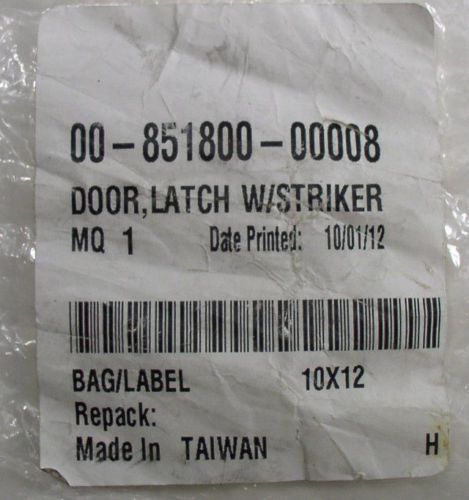 00-851800-00008
DOOR,LATCH W/STRIKER
MQ 1 Date Printed: 10/01/12
BAG/LABEL 10X12
Repack:
Made In TAIWAN H